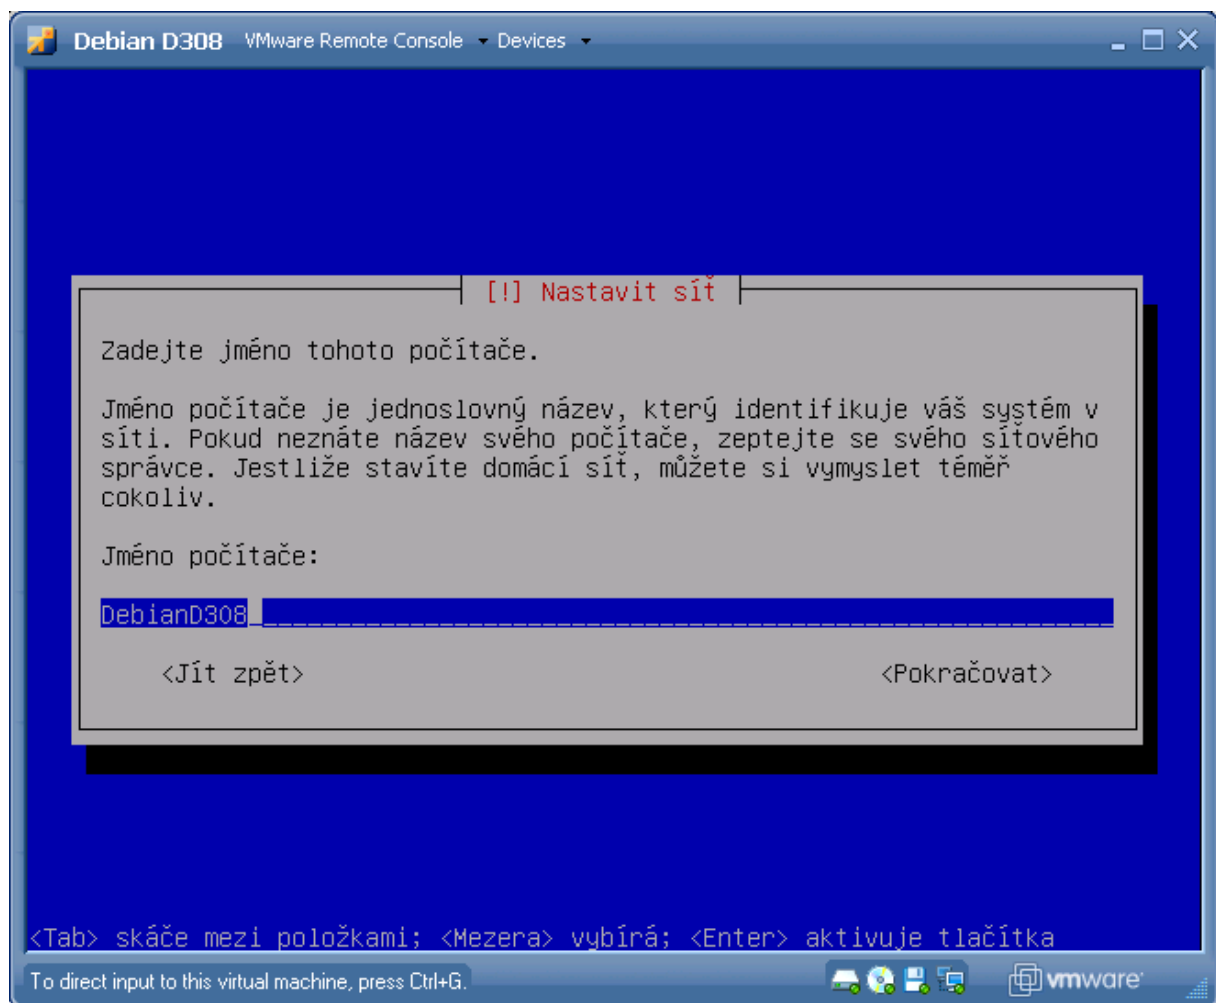 Debian D308 VMware Remote Console Devices
[!] Nastavit síť
Zadejte jméno tohoto počítače.
Jméno počítače je jednoslovný název, který identifikuje váš systém v
síti. Pokud neznáte název svého počítače, zeptejte se svého síťového
správce. Jestliže stavíte domácí síť, můžete si vymyslet téměř
cokoliv.
Jméno počítače:
DebianD308
<Jít zpět> <Pokračovat>
<Tab> skáče mezi položkami; <Mezera> vybírá; <Enter> aktivuje tlačítka
To direct input to this virtual machine, press Ctrl+G. vmware